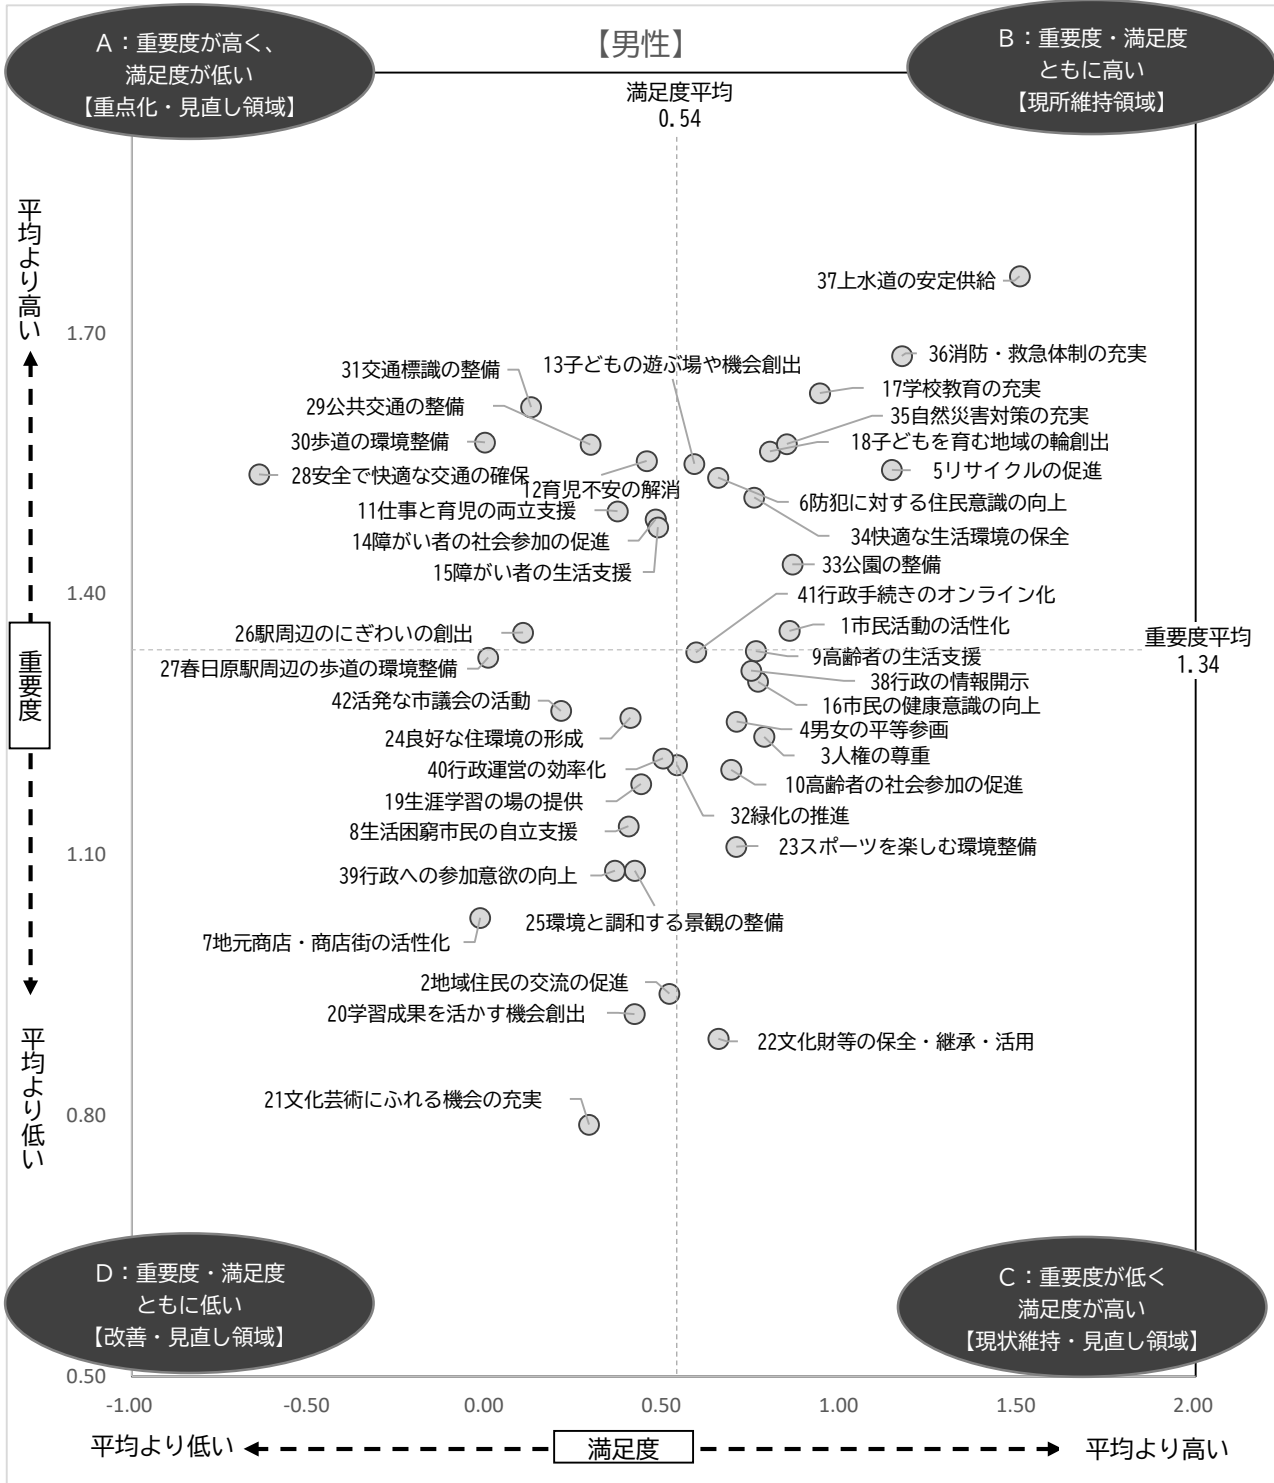 【男性】
A：重要度が高く、
満足度が低い
【重点化・見直し領域】
B：重要度・満足度
ともに高い
【現所維持領域】
満足度平均
0.54
平均より高い
重要度
平均より低い
1.70
1.40
1.10
0.80
0.50
37上水道の安定供給
36消防・救急体制の充実
13子どもの遊ぶ場や機会創出
31交通標識の整備
17学校教育の充実
29公共交通の整備
35自然災害対策の充実
30歩道の環境整備
18子どもを育む地域の輪創出
28安全で快適な交通の確保
5リサイクルの促進
12育児不安の解消
6防犯に対する住民意識の向上
11仕事と育児の両立支援
34快適な生活環境の保全
14障がい者の社会参加の促進
33公園の整備
15障がい者の生活支援
41行政手続きのオンライン化
26駅周辺のにぎわいの創出
1市民活動の活性化
重要度平均
1.34
27春日原駅周辺の歩道の環境整備
9高齢者の生活支援
38行政の情報開示
42活発な市議会の活動
16市民の健康意識の向上
24良好な住環境の形成
4男女の平等参画
3人権の尊重
40行政運営の効率化
10高齢者の社会参加の促進
19生涯学習の場の提供
32緑化の推進
8生活困窮市民の自立支援
23スポーツを楽しむ環境整備
39行政への参加意欲の向上
25環境と調和する景観の整備
7地元商店・商店街の活性化
2地域住民の交流の促進
20学習成果を活かす機会創出
22文化財等の保全・継承・活用
21文化芸術にふれる機会の充実
D：重要度・満足度
ともに低い
【改善・見直し領域】
C：重要度が低く
満足度が高い
【現状維持・見直し領域】
-1.00
-0.50
0.00
0.50
1.00
1.50
2.00
平均より低い
満足度
平均より高い